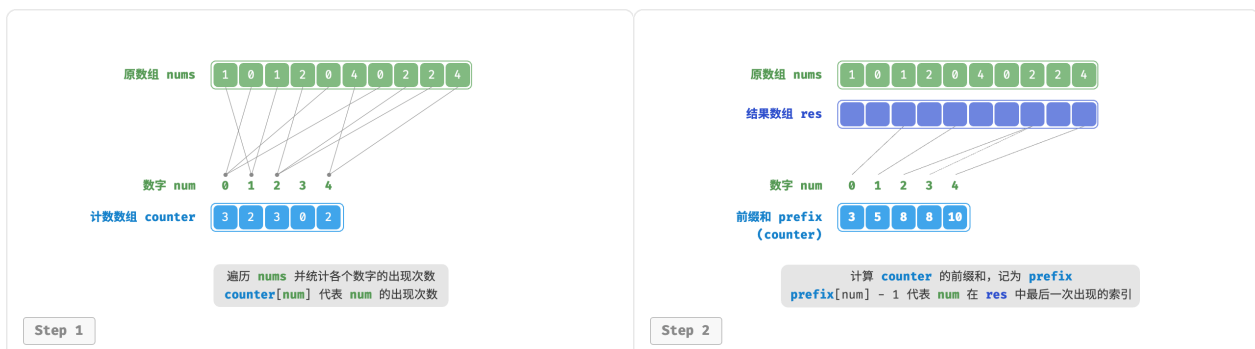 原数组 nums 1 0 1 2 0 4 0 2 2 4
数字 num 0 1 2 3 4
计数数组 counter 3 2 3 0 2
遍历 nums 并统计各个数字的出现次数
counter[num] 代表 num 的出现次数
Step 1
原数组 nums 1 0 1 2 0 4 0 2 2 4
结果数组 res
数字 num 0 1 2 3 4
前缀和 prefix 3 5 8 8 10
(counter)
计算 counter 的前缀和，记为 prefix
prefix[num] - 1 代表 num 在 res 中最后一次出现的索引
Step 2